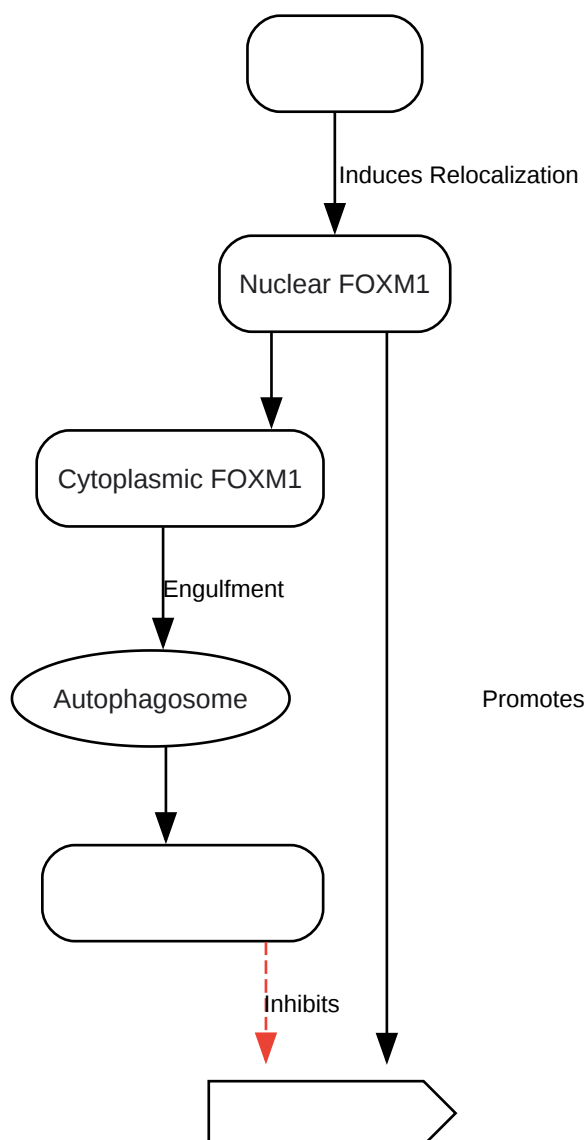 Induces Relocalization
Nuclear FOXM1
Cytoplasmic FOXM1
Engulfment
Autophagosome
Promotes
Inhibits